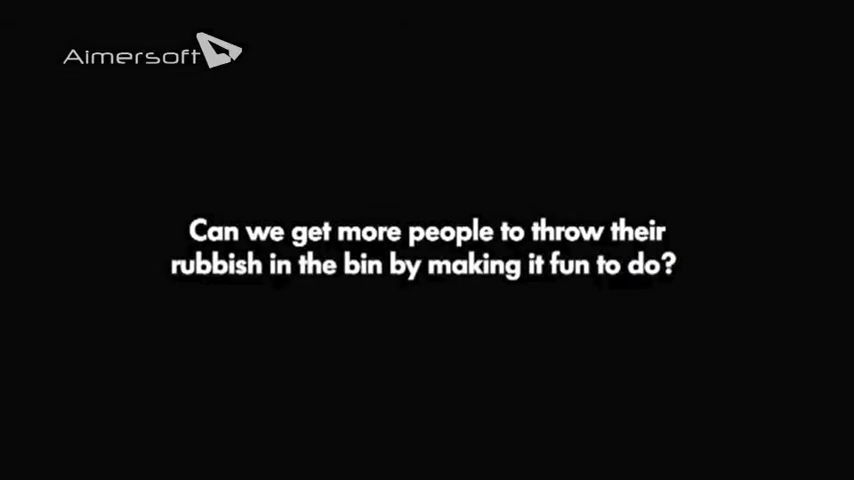 Aimersoft
Can we get more people to throw their
rubbish in the bin by making it fun to do?